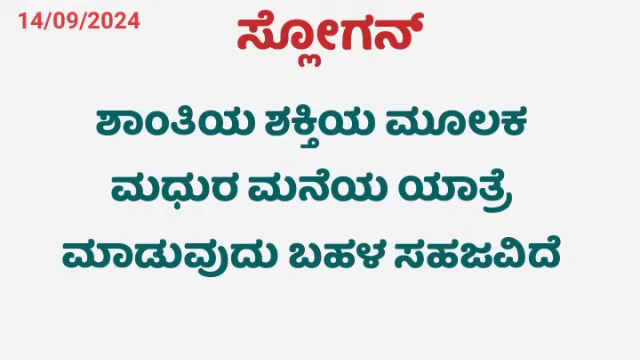 14/09/2024
ಸ್ಲೋಗನ್
ಶಾಂತಿಯ ಶಕ್ತಿಯ ಮೂಲಕ
ಮಧುರ ಮನೆಯ ಯಾತ್ರೆ
ಮಾಡುವುದು ಬಹಳ ಸಹಜವಿದೆ